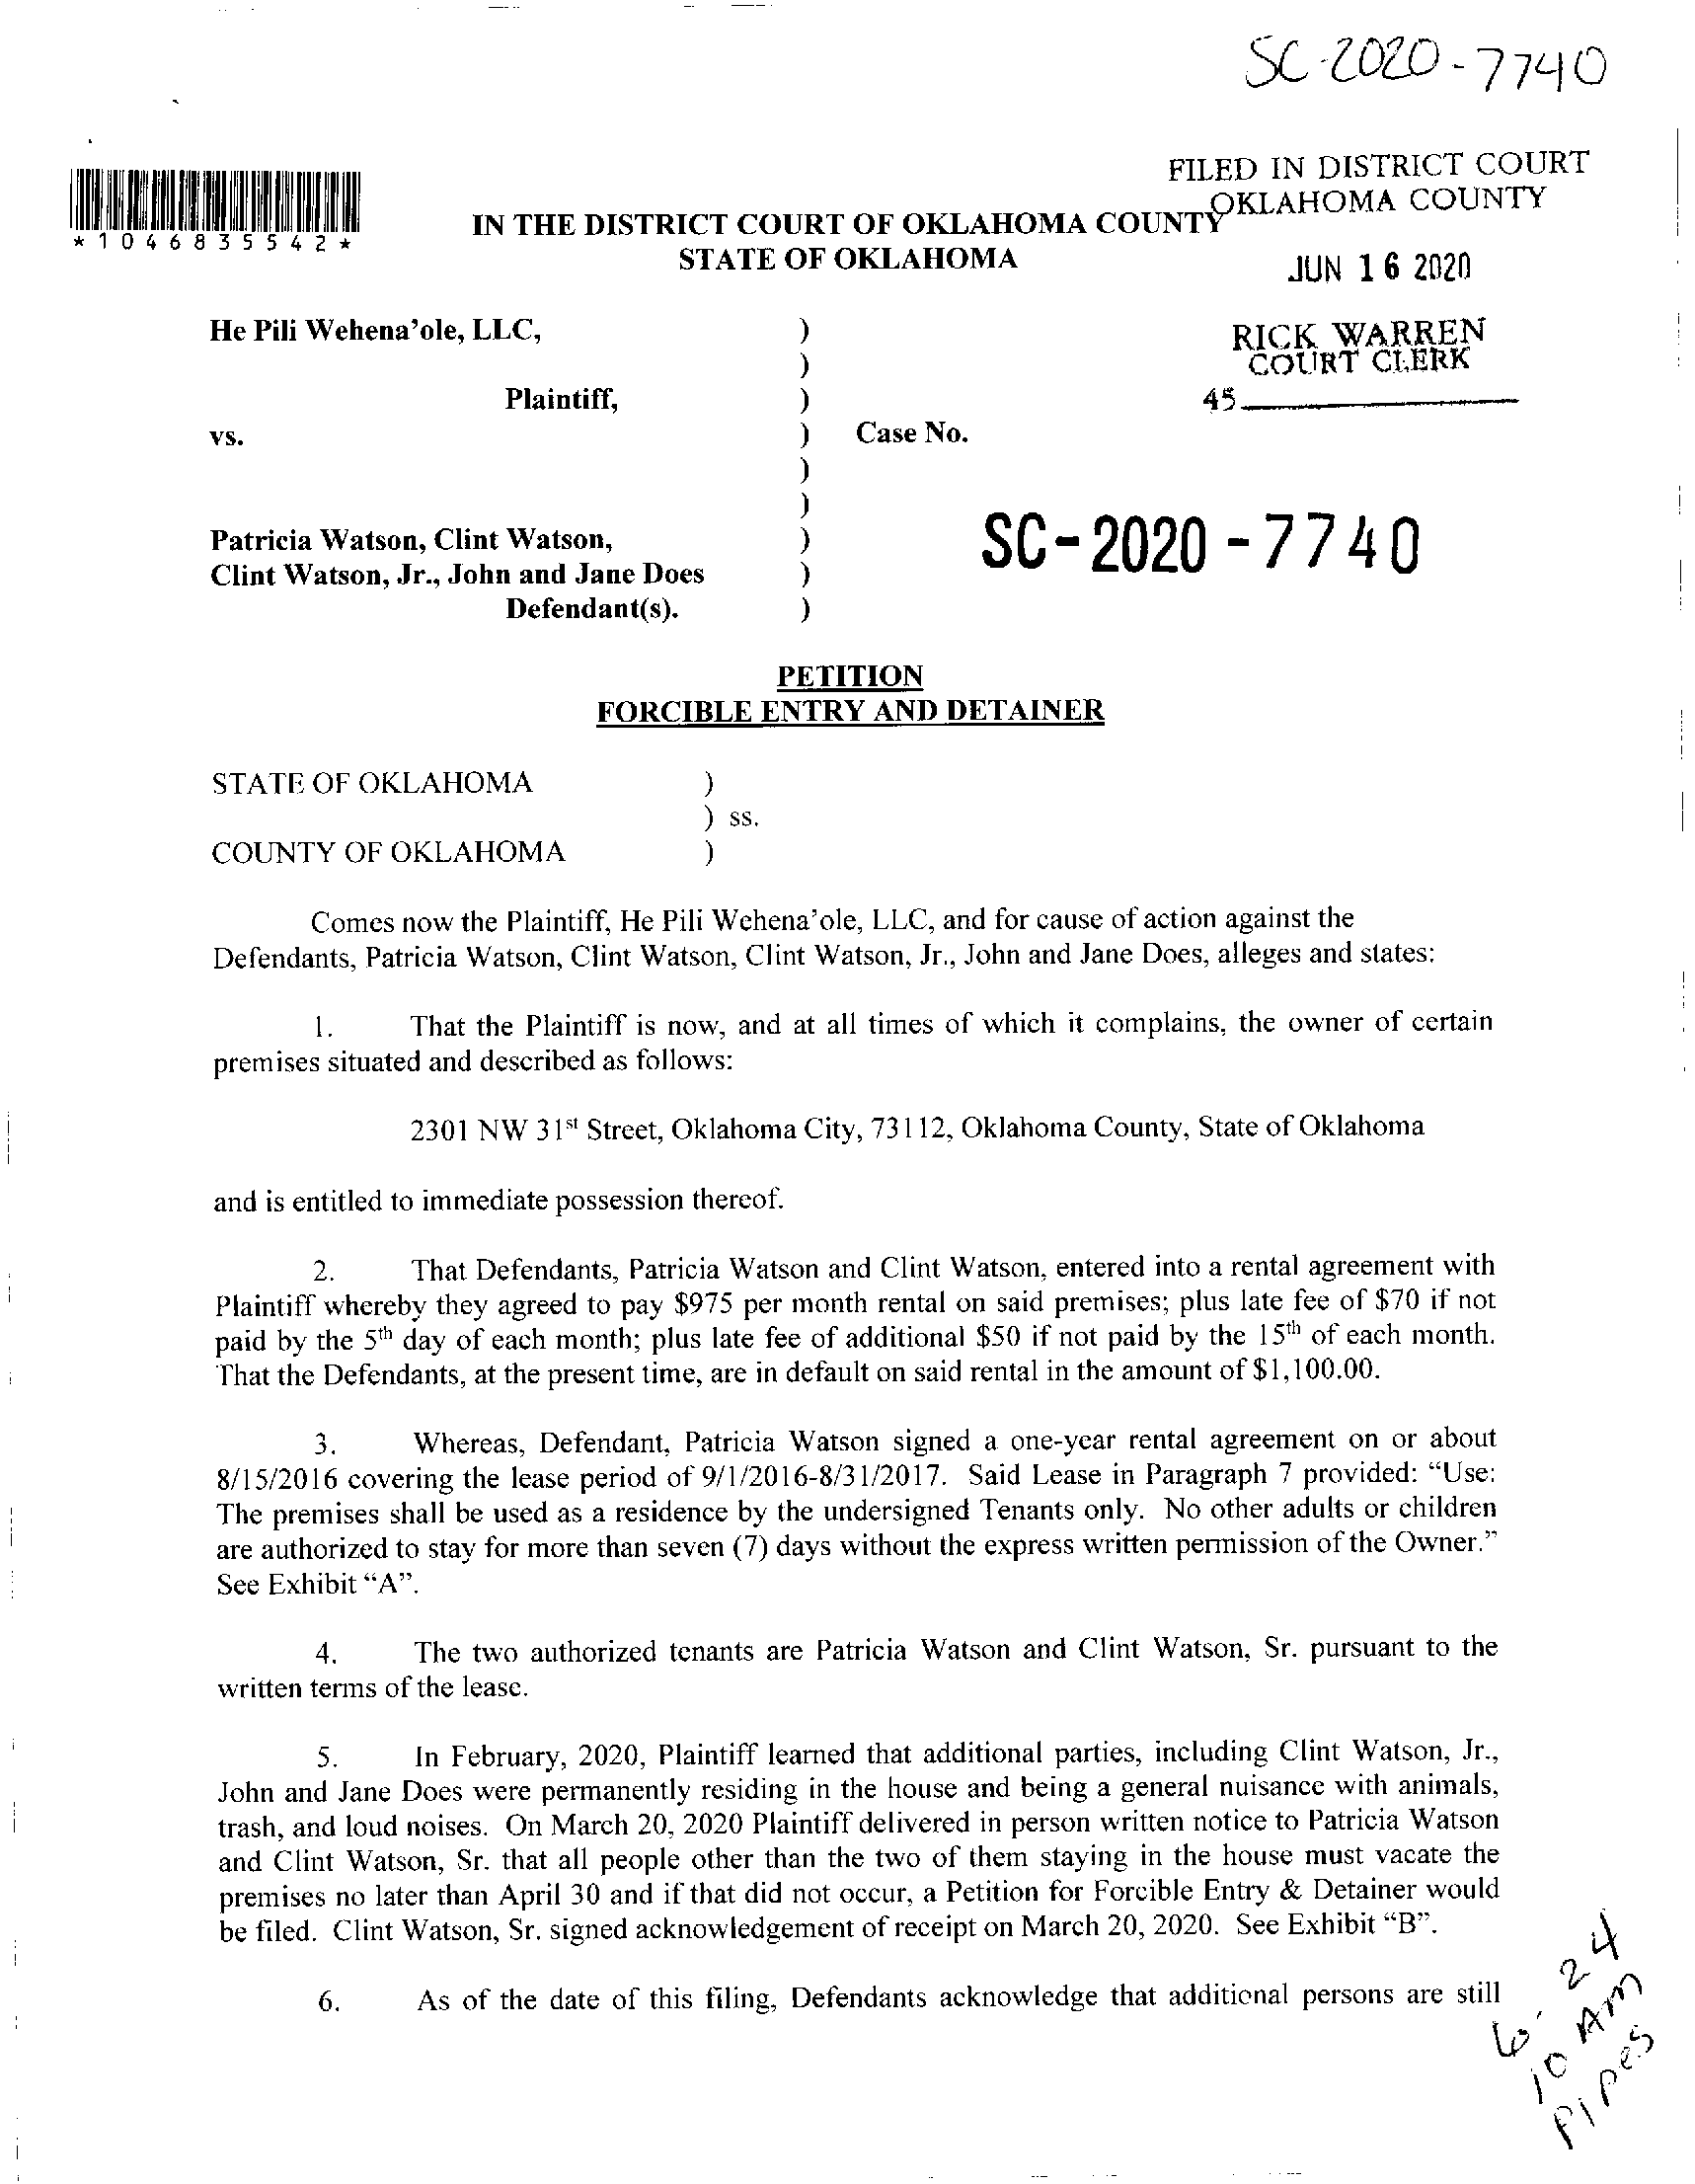 SC-2020-7740
FILED IN DISTRICT COURT
OKLAHOMA COUNTY
*1046835542*
IN THE DISTRICT COURT OF OKLAHOMA COUNTY
STATE OF OKLAHOMA
JUN 16 2020
He Pili Wehena’ole, LLC, )
)
RICK WARREN
COURT CLERK
Plaintiff, )
45
vs. ) Case No.
)
)
Patricia Watson, Clint Watson, )
SC-2020-7740
Clint Watson, Jr., John and Jane Does )
Defendant(s). )
PETITION
FORCIBLE ENTRY AND DETAINER
STATE OF OKLAHOMA )
) ss.
COUNTY OF OKLAHOMA )
Comes now the Plaintiff, He Pili Wehena’ole, LLC, and for cause of action against the
Defendants, Patricia Watson, Clint Watson, Clint Watson, Jr., John and Jane Does, alleges and states:
1. That the Plaintiff is now, and at all times of which it complains, the owner of certain
premises situated and described as follows:
2301 NW 31st Street, Oklahoma City, 73112, Oklahoma County, State of Oklahoma
and is entitled to immediate possession thereof.
2. That Defendants, Patricia Watson and Clint Watson, entered into a rental agreement with
Plaintiff whereby they agreed to pay $975 per month rental on said premises; plus late fee of $70 if not
paid by the 5th day of each month; plus late fee of additional $50 if not paid by the 15th of each month.
That the Defendants, at the present time, are in default on said rental in the amount of $1,100.00.
3. Whereas, Defendant, Patricia Watson signed a one-year rental agreement on or about
8/15/2016 covering the lease period of 9/1/2016-8/31/2017. Said Lease in Paragraph 7 provided: “Use:
The premises shall be used as a residence by the undersigned Tenants only. No other adults or children
are authorized to stay for more than seven (7) days without the express written permission of the Owner.”
See Exhibit “A”.
4. The two authorized tenants are Patricia Watson and Clint Watson, Sr. pursuant to the
written terms of the lease.
5. In February, 2020, Plaintiff learned that additional parties, including Clint Watson, Jr.,
John and Jane Does were permanently residing in the house and being a general nuisance with animals,
trash, and loud noises. On March 20, 2020 Plaintiff delivered in person written notice to Patricia Watson
and Clint Watson, Sr. that all people other than the two of them staying in the house must vacate the
premises no later than April 30 and if that did not occur, a Petition for Forcible Entry & Detainer would
be filed. Clint Watson, Sr. signed acknowledgement of receipt on March 20, 2020. See Exhibit “B”.
6. As of the date of this filing, Defendants acknowledge that additional persons are still
6-24
10 AM
Pipes